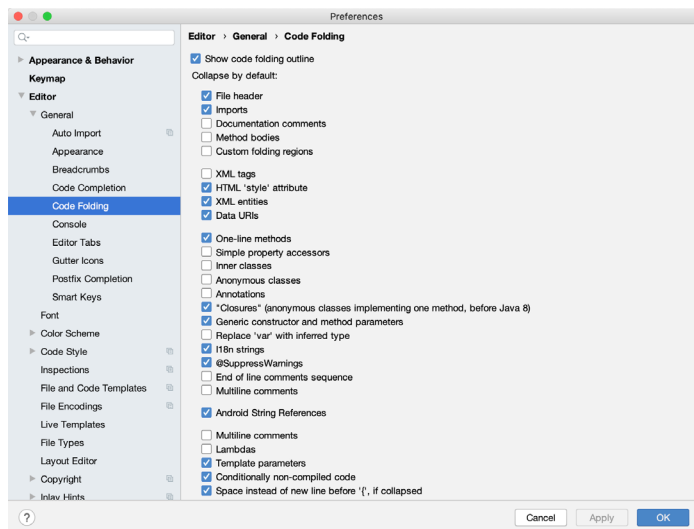 Preferences
Editor › General › Code Folding
Appearance & Behavior
Keymap
Editor
General
Auto Import
Appearance
Breadcrumbs
Code Completion
Code Folding
Console
Editor Tabs
Gutter Icons
Postfix Completion
Smart Keys
Font
Color Scheme
Code Style
Inspections
File and Code Templates
File Encodings
Live Templates
File Types
Layout Editor
Copyright
Inlay Hints
Show code folding outline
Collapse by default:
File header
Imports
Documentation comments
Method bodies
Custom folding regions
XML tags
HTML 'style' attribute
XML entities
Data URIs
One-line methods
Simple property accessors
Inner classes
Anonymous classes
Annotations
"Closures" (anonymous classes implementing one method, before Java 8)
Generic constructor and method parameters
Replace 'var' with inferred type
I18n strings
@SuppressWarnings
End of line comments sequence
Multiline comments
Android String References
Multiline comments
Lambdas
Template parameters
Conditionally non-compiled code
Space instead of new line before '{', if collapsed
?
Cancel
Apply
OK